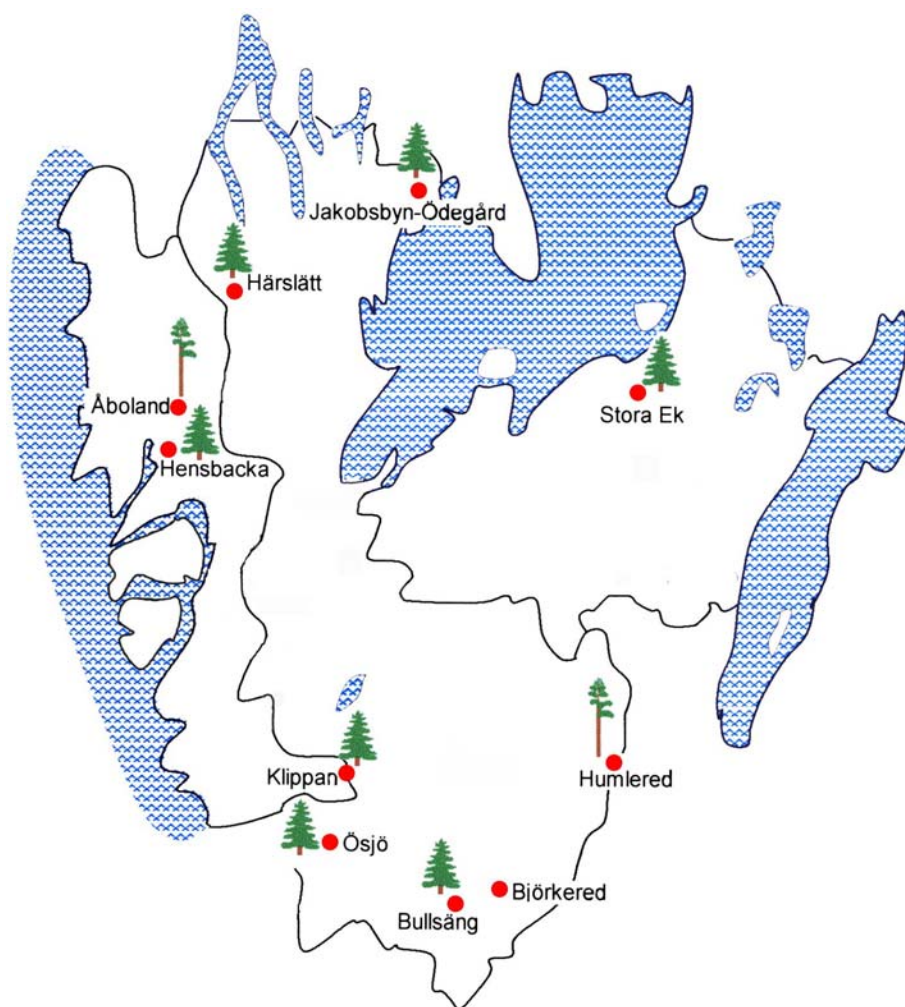 Jakobsbyn-Ödegård
Härslätt
Åboland
Stora Ek
Hensbacka
Klippan
Humlered
Ösjö
Björkered
Bullsäng